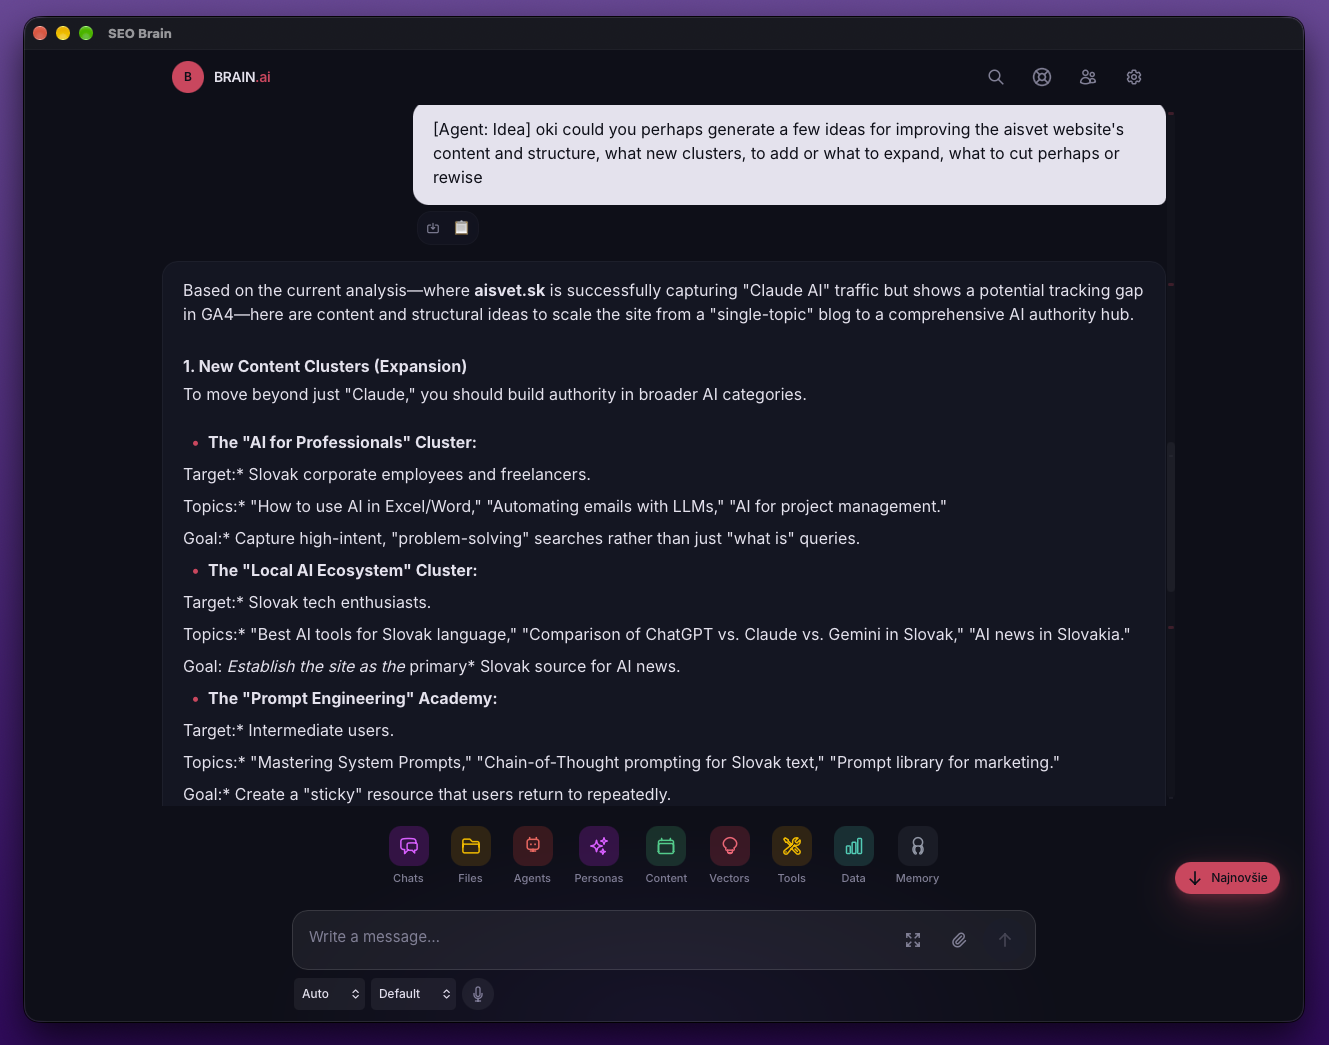 SEO Brain
B BRAIN.ai
[Agent: Idea] oki could you perhaps generate a few ideas for improving the aisvet website's
content and structure, what new clusters, to add or what to expand, what to cut perhaps or
rewise
Based on the current analysis—where aisvet.sk is successfully capturing "Claude AI" traffic but shows a potential tracking gap
in GA4—here are content and structural ideas to scale the site from a "single-topic" blog to a comprehensive AI authority hub.
1. New Content Clusters (Expansion)
To move beyond just "Claude," you should build authority in broader AI categories.
• The "AI for Professionals" Cluster:
Target:* Slovak corporate employees and freelancers.
Topics:* "How to use AI in Excel/Word," "Automating emails with LLMs," "AI for project management."
Goal:* Capture high-intent, "problem-solving" searches rather than just "what is" queries.
• The "Local AI Ecosystem" Cluster:
Target:* Slovak tech enthusiasts.
Topics:* "Best AI tools for Slovak language," "Comparison of ChatGPT vs. Claude vs. Gemini in Slovak," "AI news in Slovakia."
Goal: Establish the site as the primary* Slovak source for AI news.
• The "Prompt Engineering" Academy:
Target:* Intermediate users.
Topics:* "Mastering System Prompts," "Chain-of-Thought prompting for Slovak text," "Prompt library for marketing."
Goal:* Create a "sticky" resource that users return to repeatedly.
Chats Files Agents Personas Content Vectors Tools Data Memory
Najnovšie
Write a message...
Auto Default